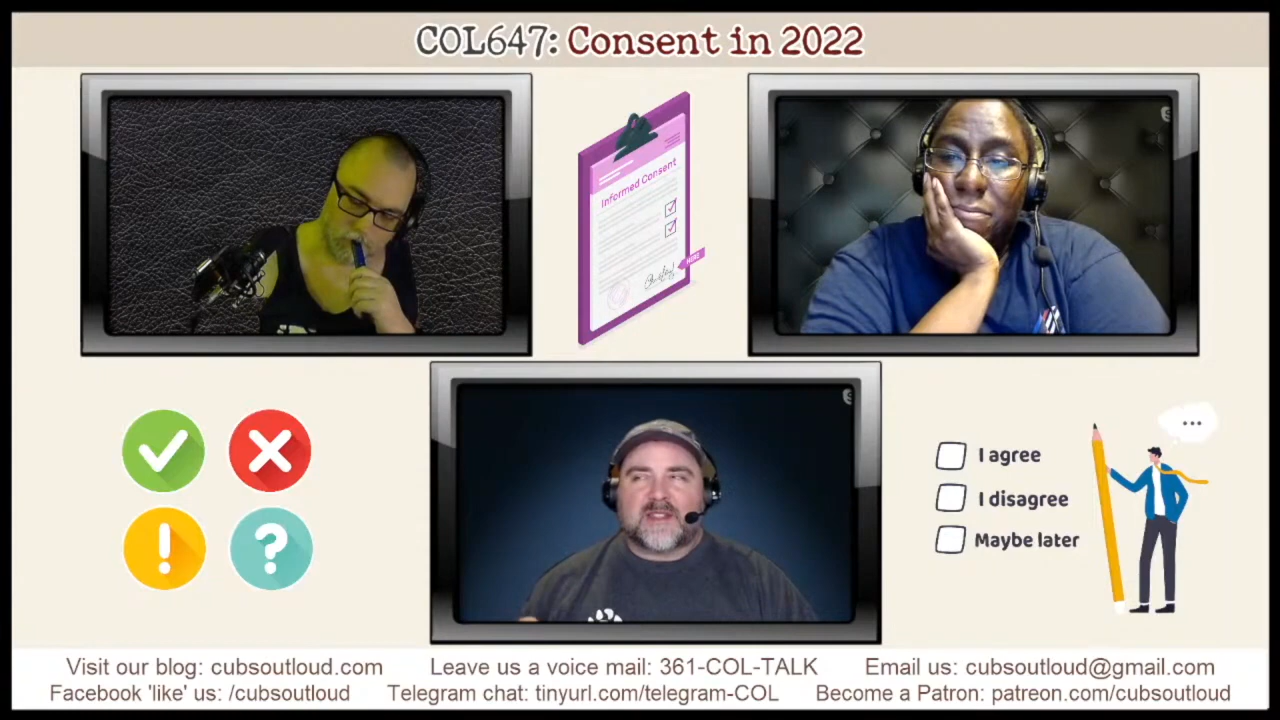 COL647: Consent in 2022
Informed Consent
HERE
I agree
I disagree
Maybe later
Visit our blog: cubsoutloud.com Leave us a voice mail: 361-COL-TALK Email us: cubsoutloud@gmail.com
Facebook 'like' us: /cubsoutloud Telegram chat: tinyurl.com/telegram-COL Become a Patron: patreon.com/cubsoutloud